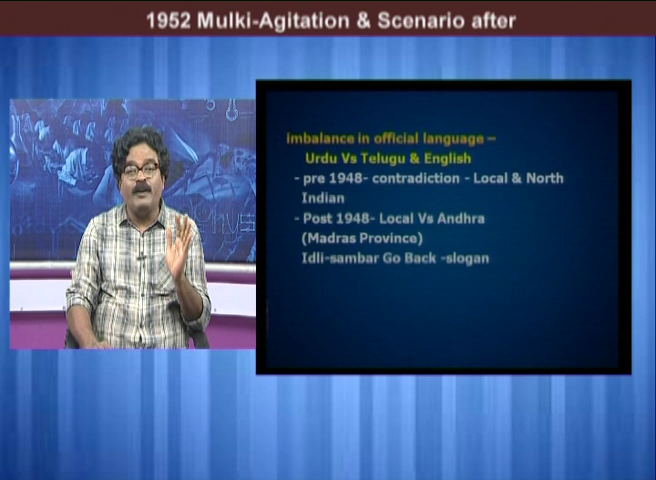 1952 Mulki-Agitation & Scenario after
imbalance in official language –
Urdu Vs Telugu & English
- pre 1948- contradiction - Local & North
Indian
- Post 1948- Local Vs Andhra
(Madras Province)
Idli-sambar Go Back -slogan